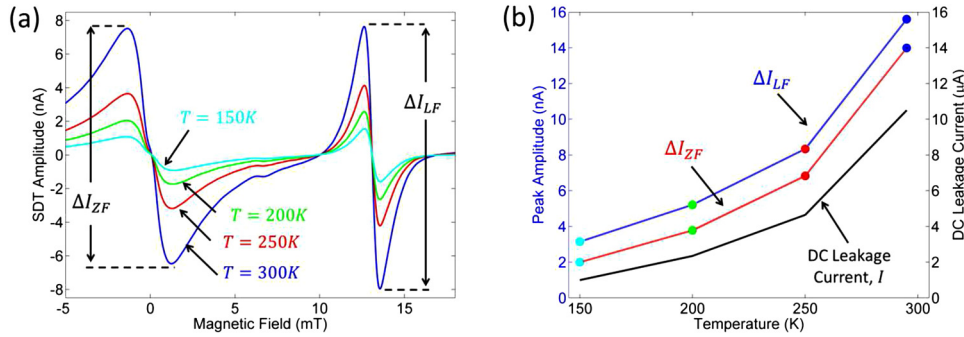 (a)
SDT Amplitude (nA)
8
6
4
2
0
-2
-4
-6
-8
-5
0
5
10
15
Magnetic Field (mT)
ΔI_ZF
ΔI_LF
T = 150K
T = 200K
T = 250K
T = 300K
(b)
Peak Amplitude (nA)
16
14
12
10
8
6
4
2
0
150
200
250
300
Temperature (K)
16
14
12
10
8
6
4
2
0
DC Leakage Current (µA)
ΔI_LF
ΔI_ZF
DC Leakage
Current, I